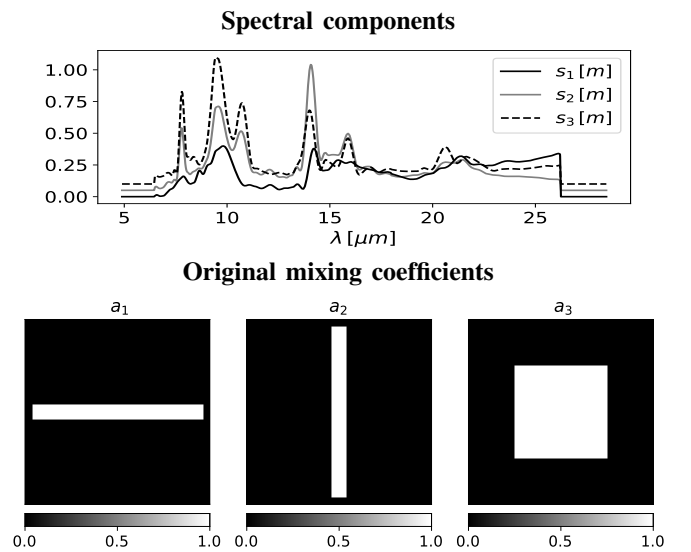 Spectral components
1.00
0.75
0.50
0.25
0.00
s₁ [m]
s₂ [m]
s₃ [m]
5 10 15 20 25
λ [μm]
Original mixing coefficients
a₁ a₂ a₃
0.0 0.5 1.0 0.0 0.5 1.0 0.0 0.5 1.0